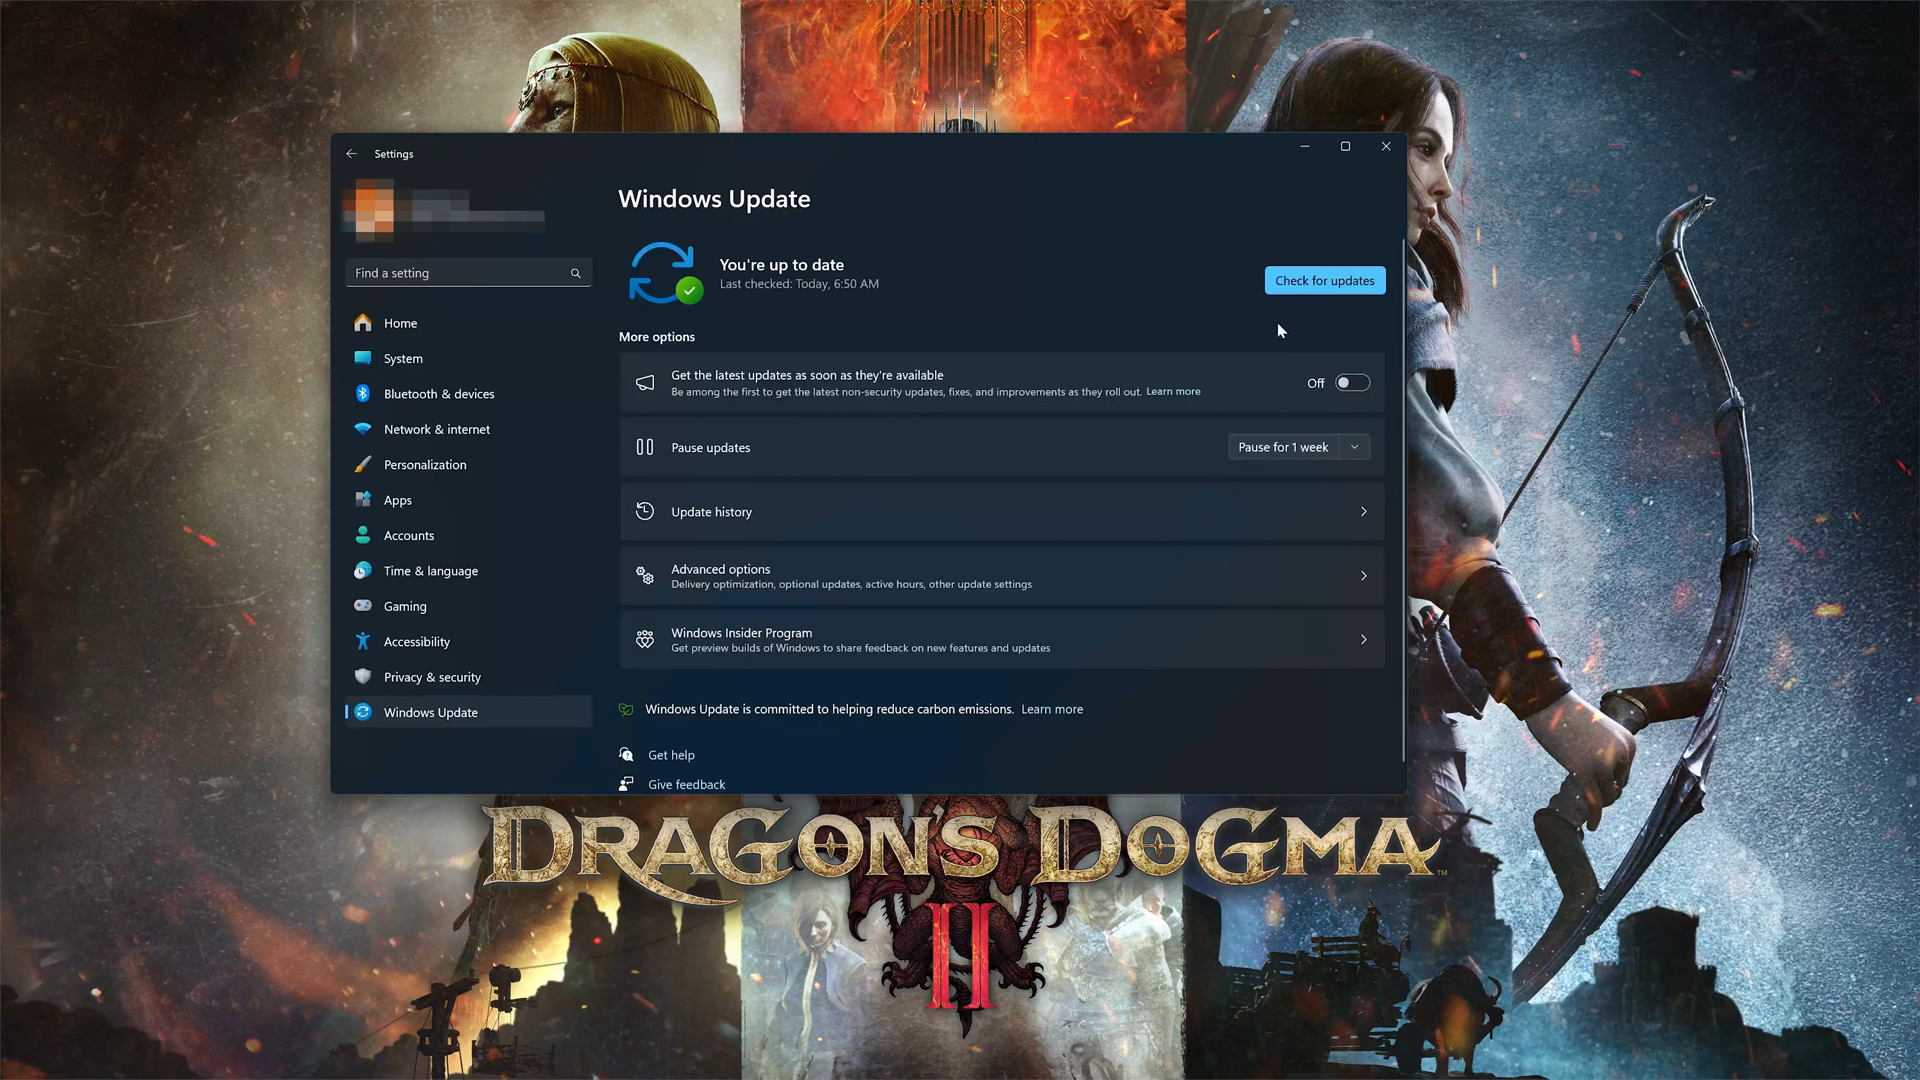 Settings
Find a setting
Home
System
Bluetooth & devices
Network & internet
Personalization
Apps
Accounts
Time & language
Gaming
Accessibility
Privacy & security
Windows Update
Windows Update
You're up to date
Last checked: Today, 6:50 AM
Check for updates
More options
Get the latest updates as soon as they're available
Be among the first to get the latest non-security updates, fixes, and improvements as they roll out. Learn more
Off
Pause updates
Pause for 1 week
Update history
Advanced options
Delivery optimization, optional updates, active hours, other update settings
Windows Insider Program
Get preview builds of Windows to share feedback on new features and updates
Windows Update is committed to helping reduce carbon emissions. Learn more
Get help
Give feedback
DRAGON'S DOGMA™
II